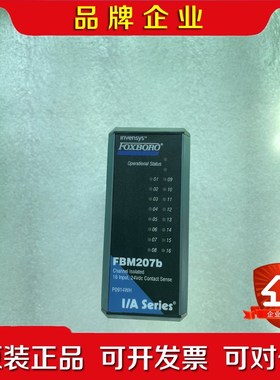 品牌企业
invensys
FOXBORO
Operational Status
01 09
02 10
03 11
04 12
05 13
06 14
07 15
08 16
FBM207b
Channel Isolated
16 Input, 24Vdc Contact Sense
I/A Series®
企业
装正品 可开发票 可对